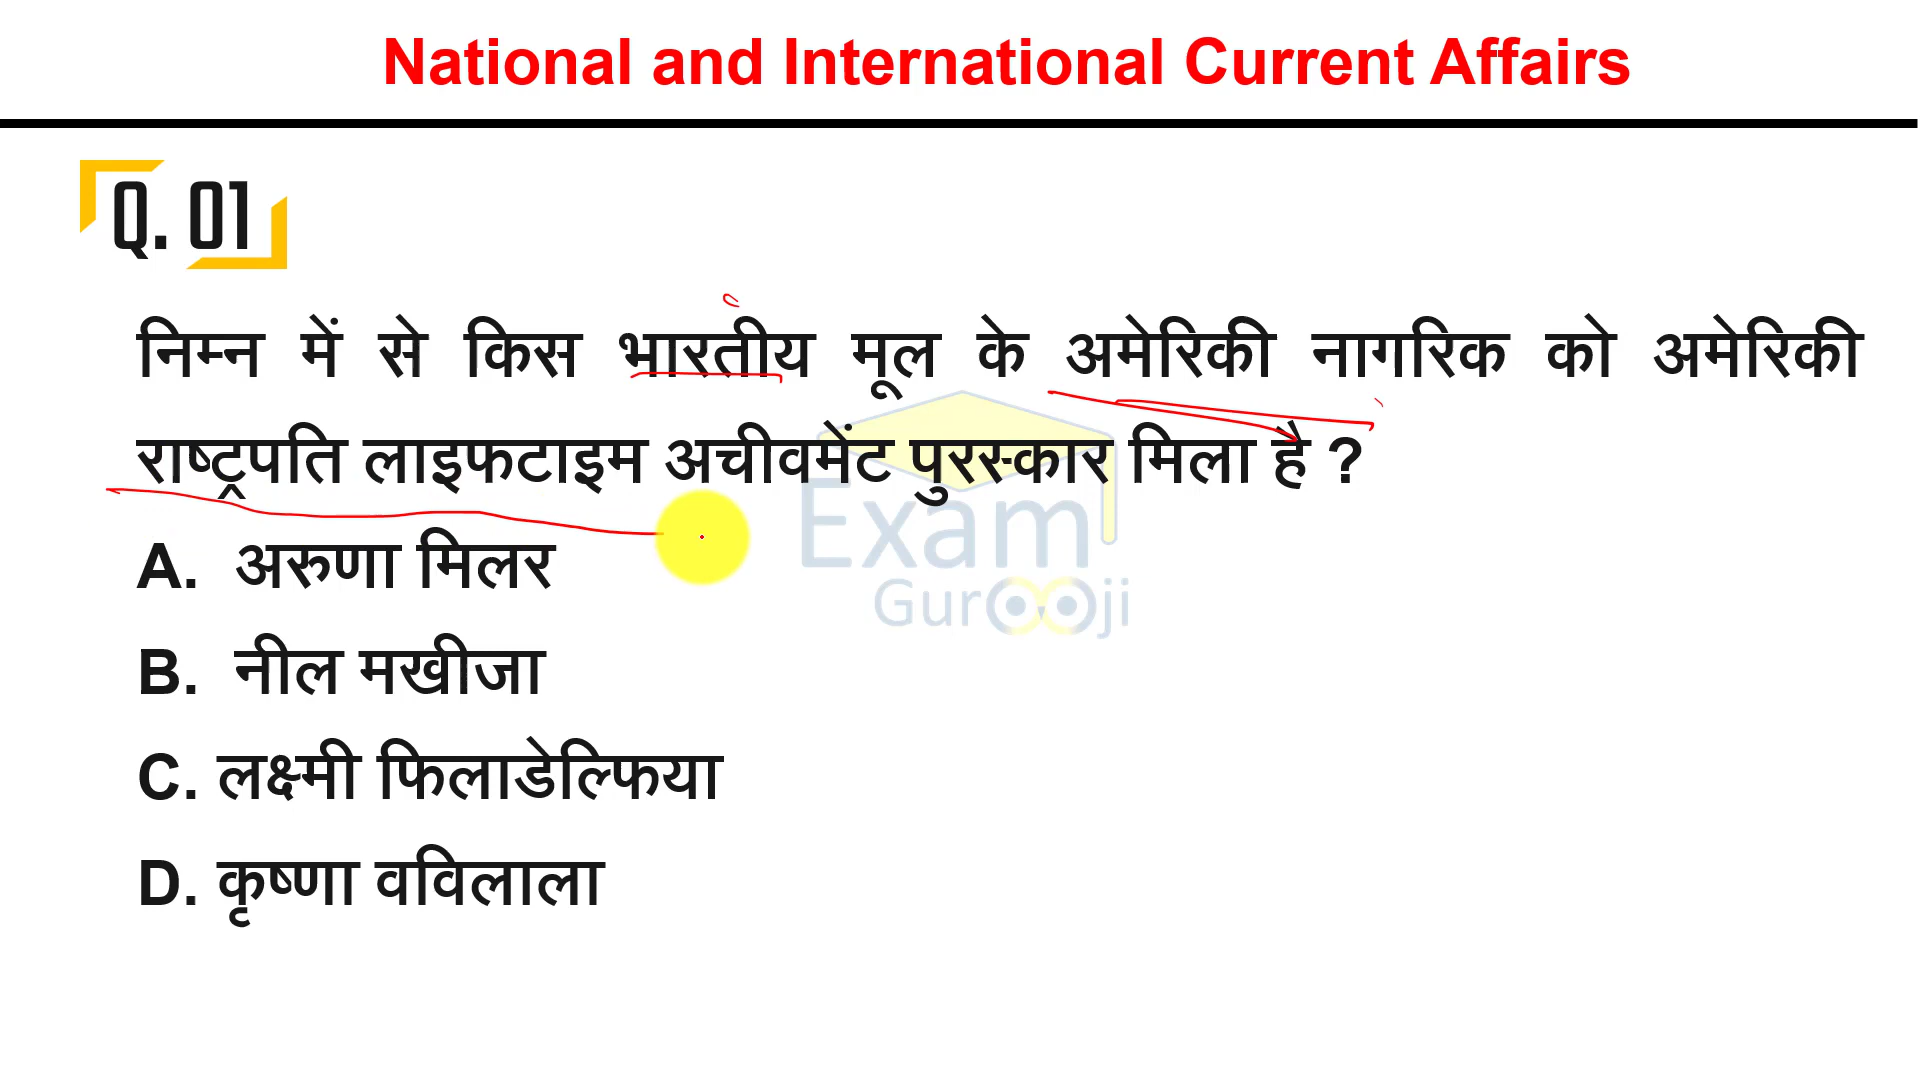 National and International Current Affairs
Q. 01
निम्न में से किस भारतीय मूल के अमेरिकी नागरिक को अमेरिकी
राष्ट्रपति लाइफटाइम अचीवमेंट पुरस्कार मिला है ?
A. अरुणा मिलर
B. नील मखीजा
C. लक्ष्मी फिलाडेल्फिया
D. कृष्णा वविलाला
Exam
Gurooji